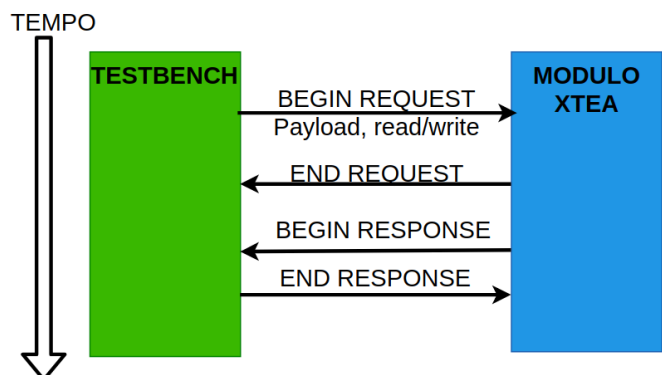 TEMPO
TESTBENCH
MODULO
XTEA
BEGIN REQUEST
Payload, read/write
END REQUEST
BEGIN RESPONSE
END RESPONSE